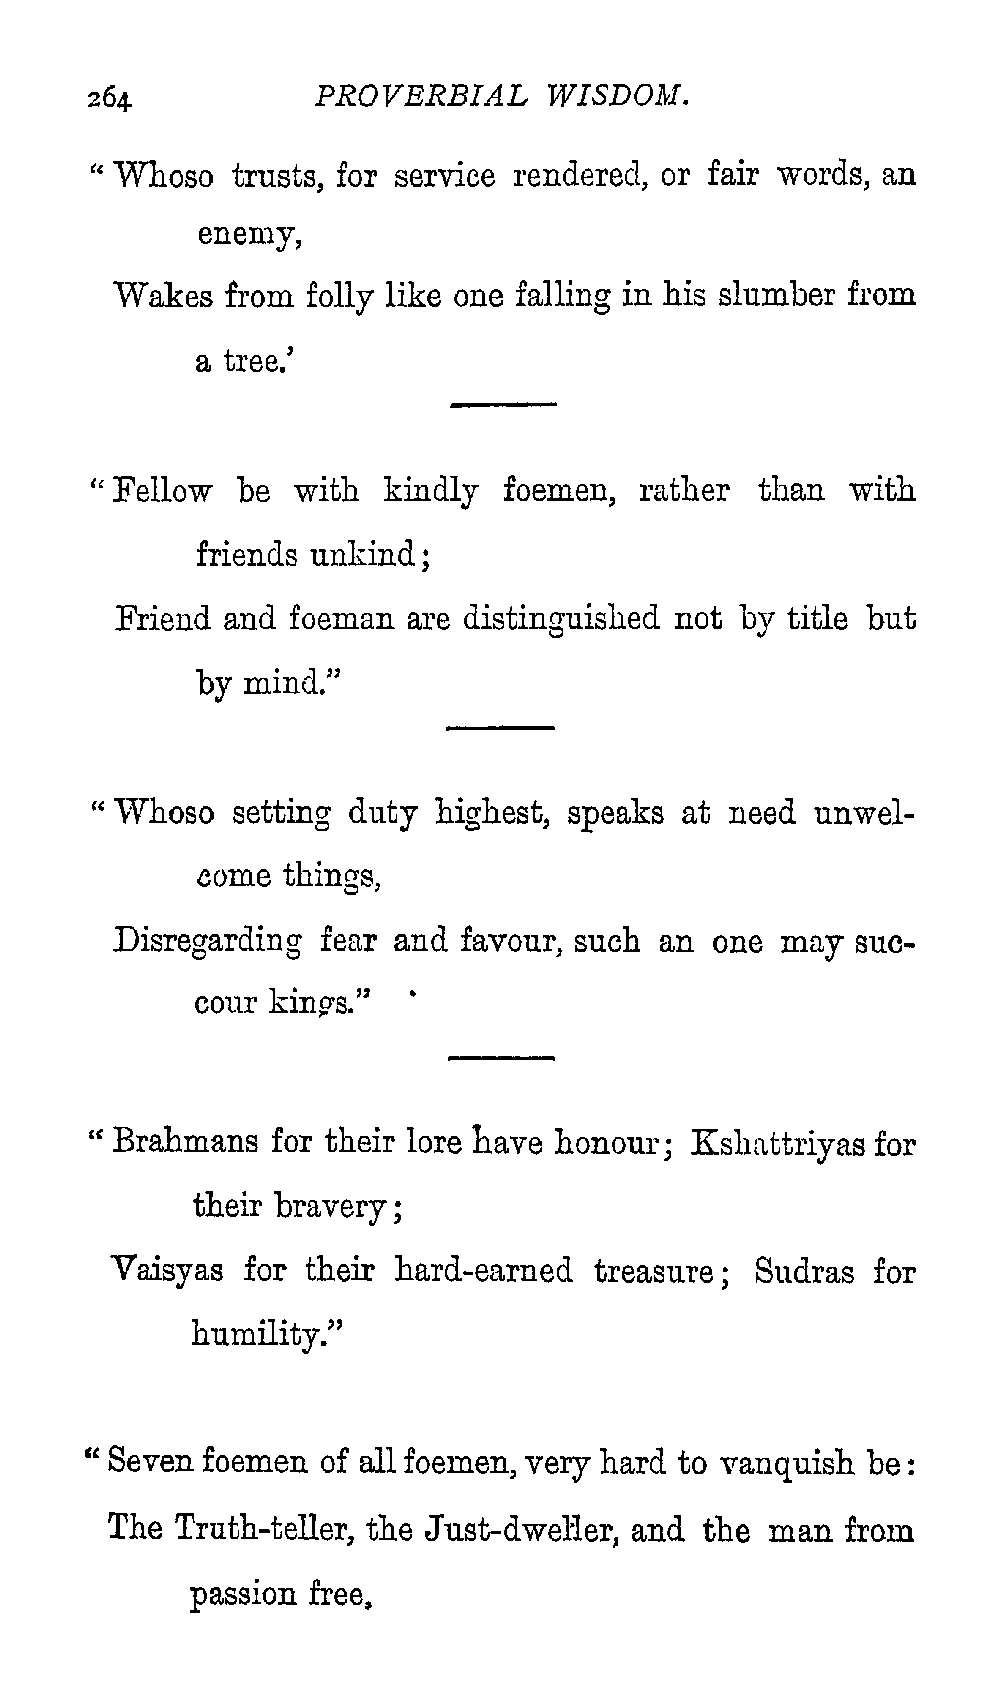 264 PROVERBIAL WISDOM.
“Whoso trusts, for service rendered, or fair words, an
enemy,
Wakes from folly like one falling in his slumber from
a tree.’
“Fellow be with kindly foemen, rather than with
friends unkind;
Friend and foeman are distinguished not by title but
by mind.”
“Whoso setting duty highest, speaks at need unwel-
come things,
Disregarding fear and favour, such an one may suc-
cour kings.”
“Brahmans for their lore have honour; Kshattriyas for
their bravery;
Vaisyas for their hard-earned treasure; Sudras for
humility.”
“Seven foemen of all foemen, very hard to vanquish be:
The Truth-teller, the Just-dweller, and the man from
passion free,